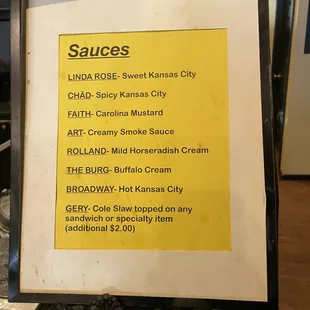 Sauces
LINDA ROSE- Sweet Kansas City
CHAD- Spicy Kansas City
FAITH- Carolina Mustard
ART- Creamy Smoke Sauce
ROLLAND- Mild Horseradish Cream
THE BURG- Buffalo Cream
BROADWAY- Hot Kansas City
GERY- Cole Slaw topped on any
sandwich or specialty item
(additional $2.00)